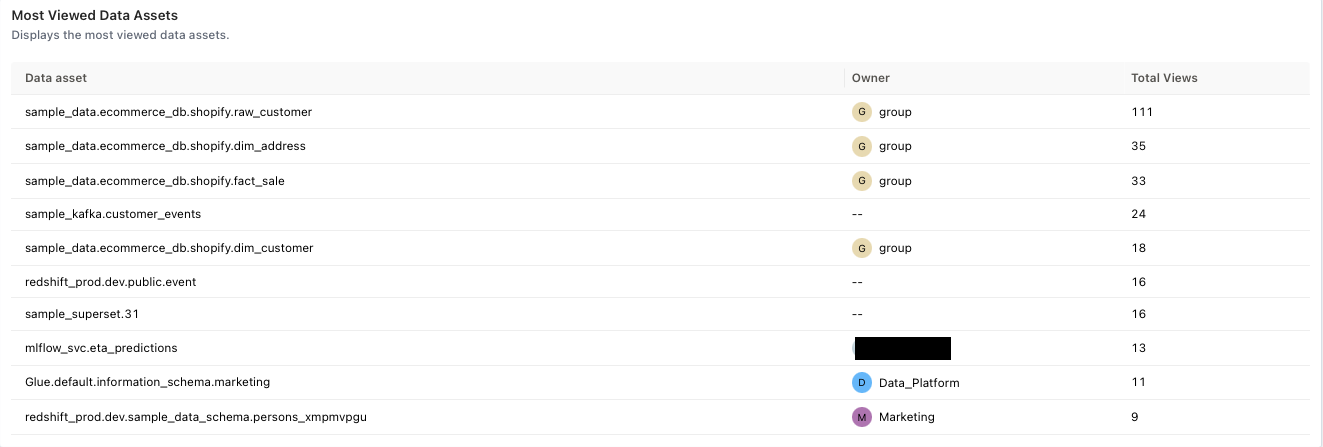 Most Viewed Data Assets
Displays the most viewed data assets.
Data asset Owner Total Views
sample_data.ecommerce_db.shopify.raw_customer G group 111
sample_data.ecommerce_db.shopify.dim_address G group 35
sample_data.ecommerce_db.shopify.fact_sale G group 33
sample_kafka.customer_events -- 24
sample_data.ecommerce_db.shopify.dim_customer G group 18
redshift_prod.dev.public.event -- 16
sample_superset.31 -- 16
mlflow_svc.eta_predictions 13
Glue.default.information_schema.marketing D Data_Platform 11
redshift_prod.dev.sample_data_schema.persons_xmpmvpgu M Marketing 9